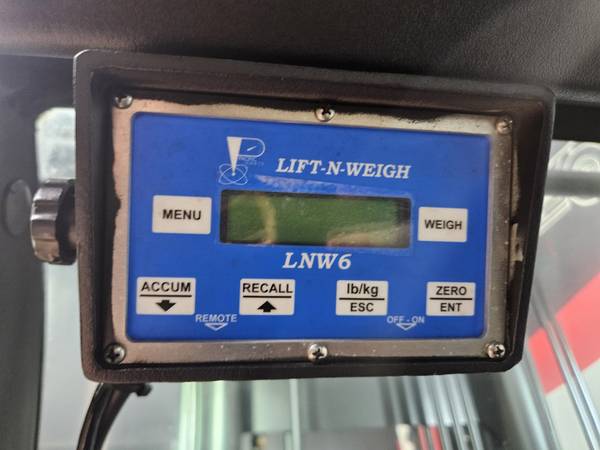 P
LIFT-N-WEIGH
MENU
WEIGH
LNW6
ACCUM
RECALL
lb/kg
ESC
ZERO
ENT
REMOTE
OFF - ON